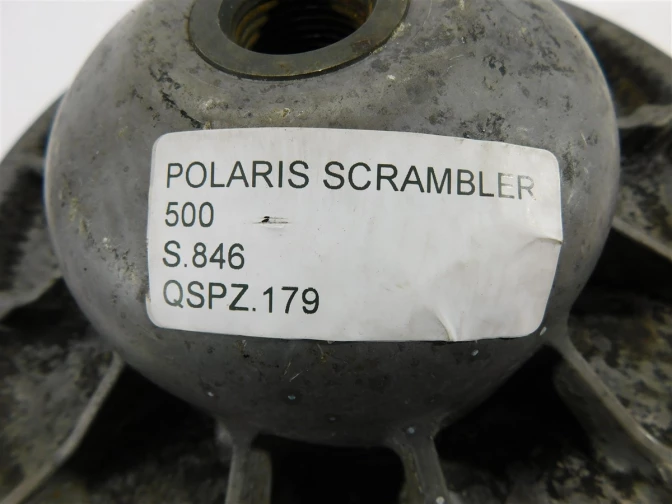 POLARIS SCRAMBLER
500
S.846
QSPZ.179